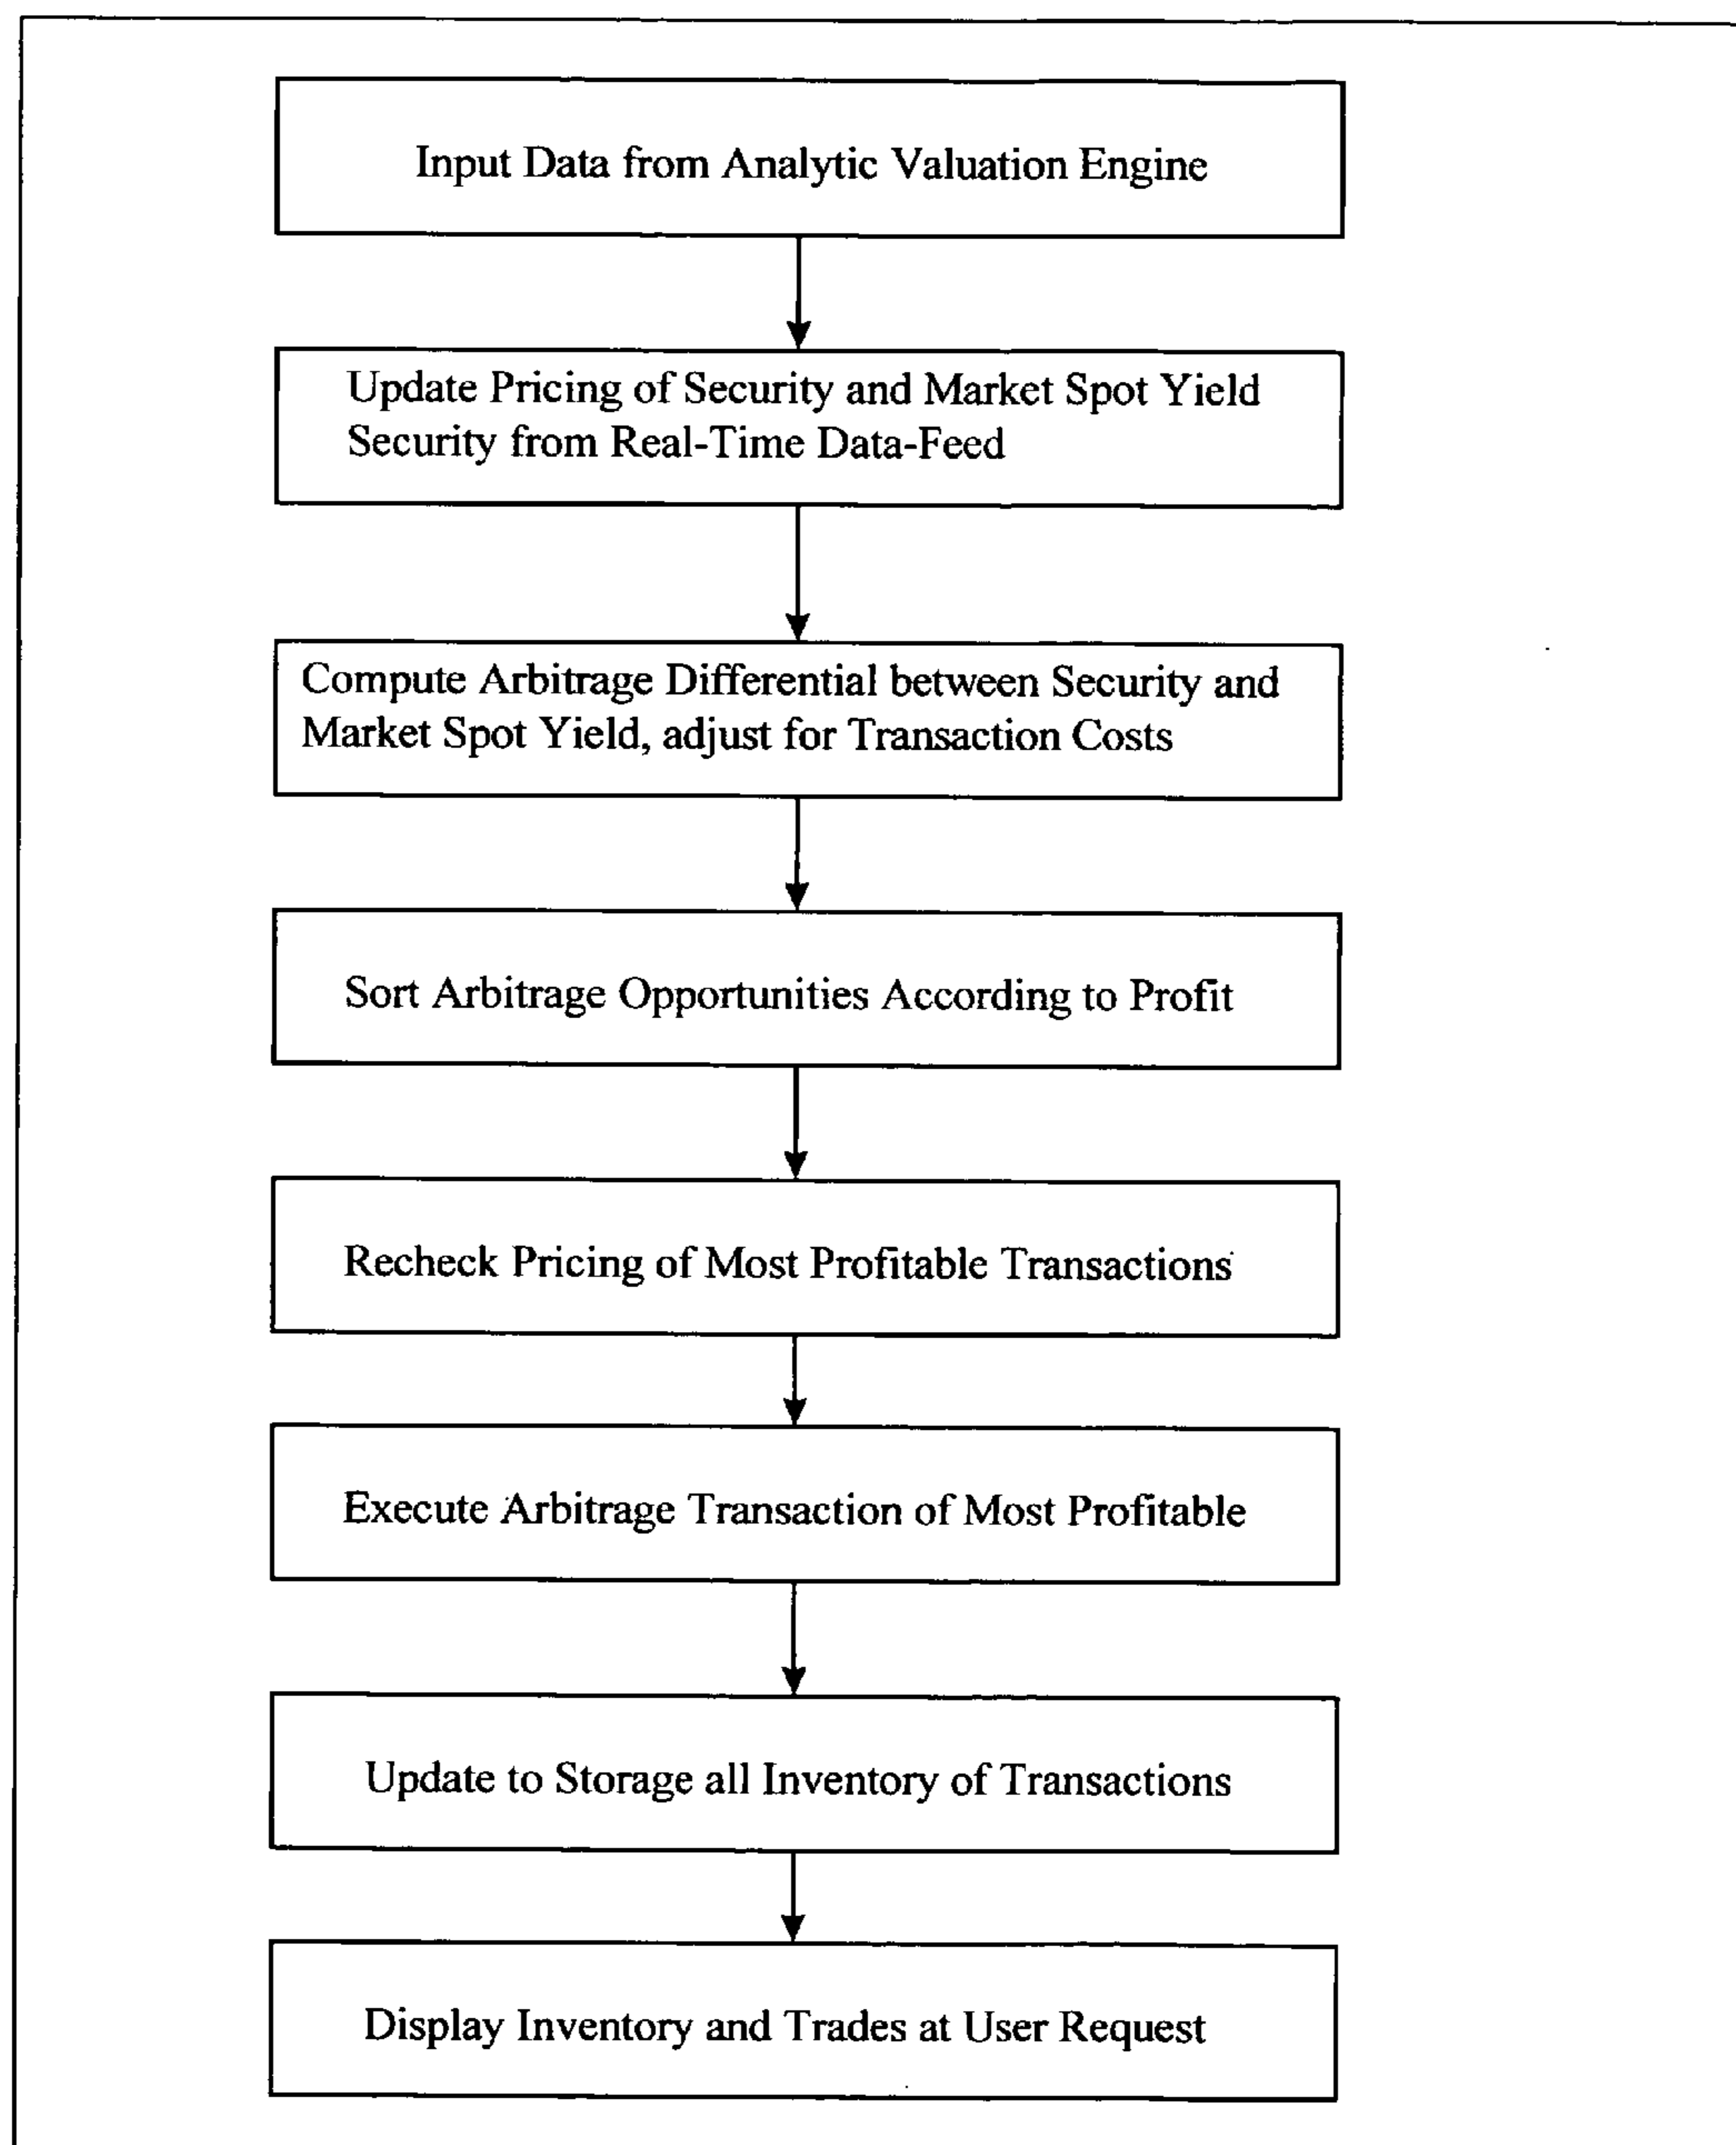 Input Data from Analytic Valuation Engine
Update Pricing of Security and Market Spot Yield
Security from Real-Time Data-Feed
Compute Arbitrage Differential between Security and
Market Spot Yield, adjust for Transaction Costs
Sort Arbitrage Opportunities According to Profit
Recheck Pricing of Most Profitable Transactions
Execute Arbitrage Transaction of Most Profitable
Update to Storage all Inventory of Transactions
Display Inventory and Trades at User Request